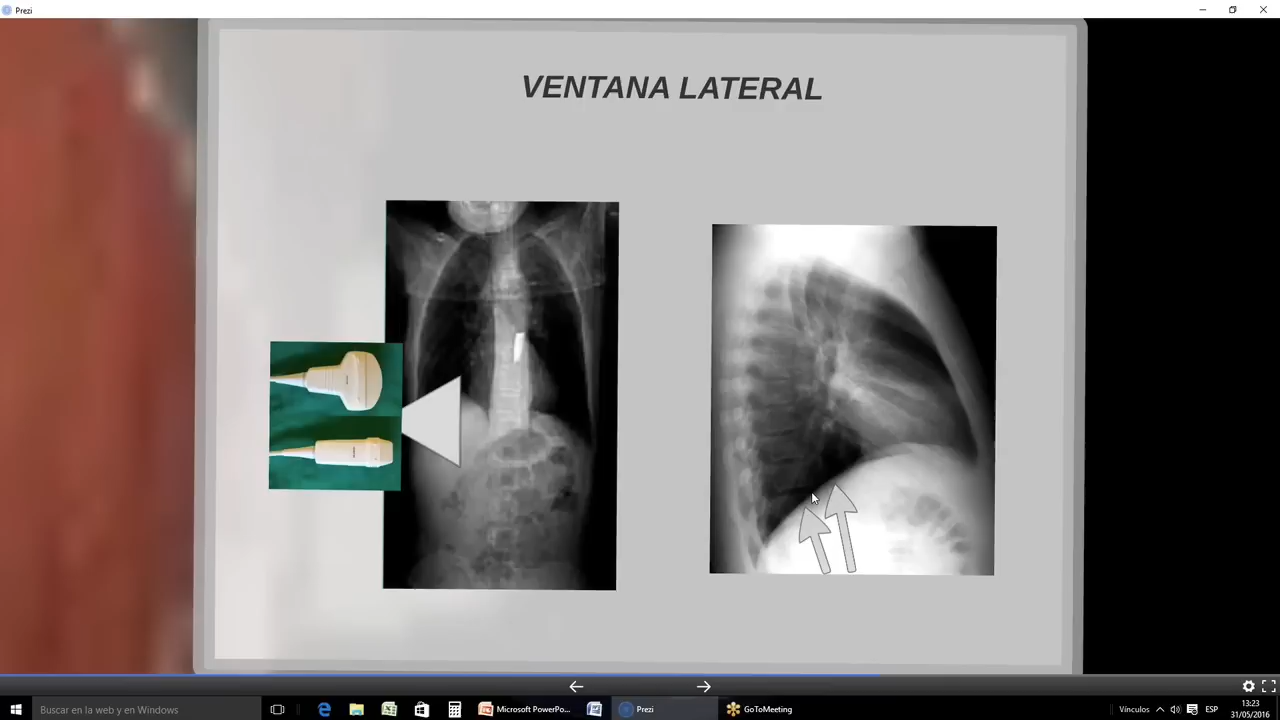 Prezi
VENTANA LATERAL
Buscar en la web y en Windows
Microsoft PowerPo...
Prezi
GoToMeeting
Vínculos
ESP
13:23
31/05/2016